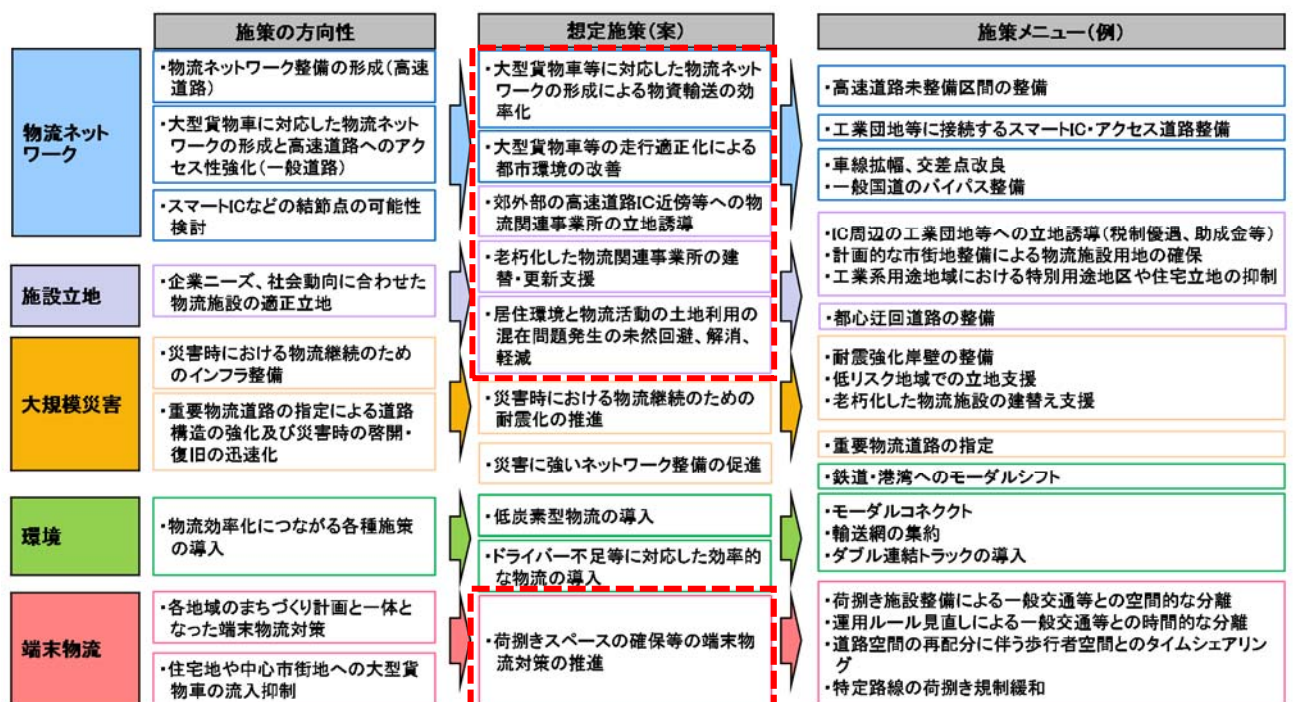 施策の方向性
想定施策(案)
施策メニュー(例)
物流ネット
ワーク
・物流ネットワーク整備の形成(高速
道路)
・大型貨物車に対応した物流ネット
ワークの形成と高速道路へのアク
セス性強化(一般道路)
・スマートICなどの結節点の可能性
検討
・大型貨物車等に対応した物流ネット
ワークの形成による物資輸送の効
率化
・大型貨物車等の走行適正化による
都市環境の改善
・高速道路未整備区間の整備
・工業団地等に接続するスマートIC・アクセス道路整備
・車線拡幅、交差点改良
・一般国道のバイパス整備
施設立地
・企業ニーズ、社会動向に合わせた
物流施設の適正立地
・郊外部の高速道路IC近傍等への物
流関連事業所の立地誘導
・老朽化した物流関連事業所の建
替・更新支援
・居住環境と物流活動の土地利用の
混在問題発生の未然回避、解消、
軽減
・IC周辺の工業団地等への立地誘導(税制優遇、助成金等)
・計画的な市街地整備による物流施設用地の確保
・工業系用途地域における特別用途地区や住宅立地の抑制
・都心迂回道路の整備
大規模災害
・災害時における物流継続のため
のインフラ整備
・重要物流道路の指定による道路
構造の強化及び災害時の啓開・
復旧の迅速化
・災害時における物流継続のための
耐震化の推進
・災害に強いネットワーク整備の促進
・耐震強化岸壁の整備
・低リスク地域での立地支援
・老朽化した物流施設の建替え支援
・重要物流道路の指定
環境
・物流効率化につながる各種施策
の導入
・低炭素型物流の導入
・ドライバー不足等に対応した効率的
な物流の導入
・鉄道・港湾へのモーダルシフト
・モーダルコネククト
・輸送網の集約
・ダブル連結トラックの導入
端末物流
・各地域のまちづくり計画と一体と
なった端末物流対策
・住宅地や中心市街地への大型貨
物車の流入抑制
・荷捌きスペースの確保等の端末物
流対策の推進
・荷捌き施設整備による一般交通等との空間的な分離
・運用ルール見直しによる一般交通等との時間的な分離
・道路空間の再配分に伴う歩行者空間とのタイムシェアリン
グ
・特定路線の荷捌き規制緩和